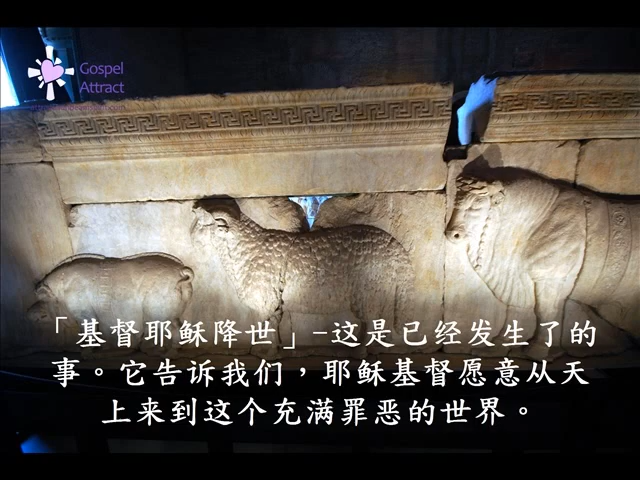 Gospel
Attract
「基督耶稣降世」–这是已经发生了的
事。它告诉我们，耶稣基督愿意从天
上来到这个充满罪恶的世界。